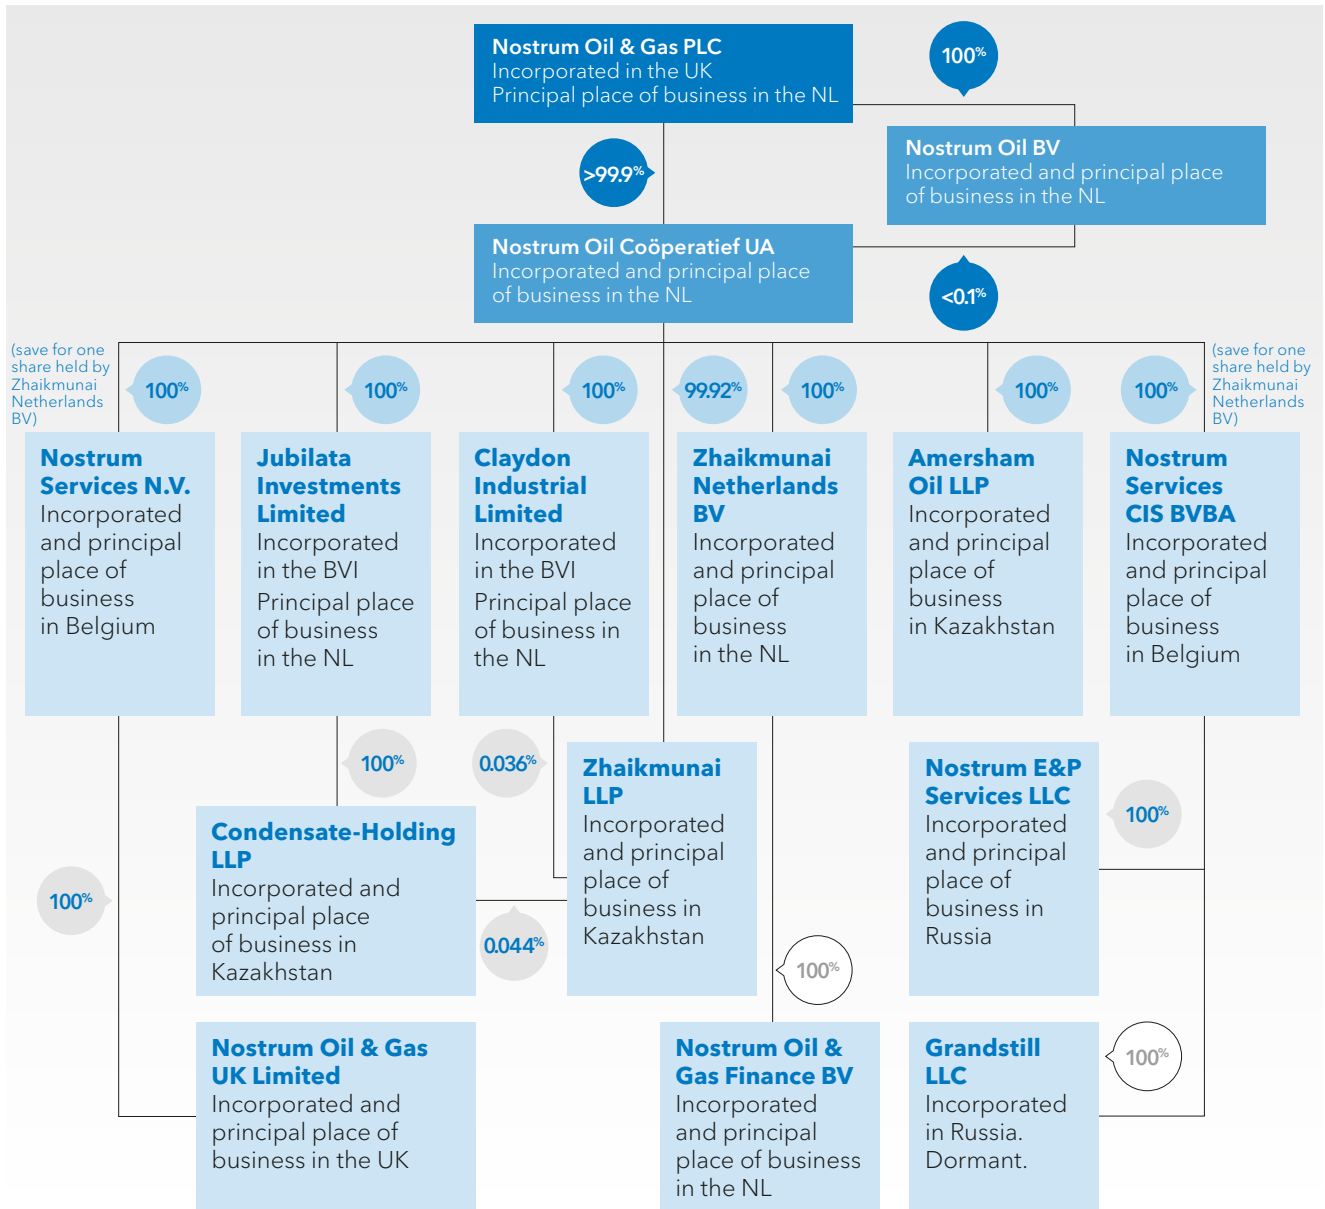 Nostrum Oil & Gas PLC
Incorporated in the UK
Principal place of business in the NL
100%
Nostrum Oil BV
Incorporated and principal place
of business in the NL
>99.9%
Nostrum Oil Coöperatief UA
Incorporated and principal place
of business in the NL
<0.1%
(save for one
share held by
Zhaikmunai
Netherlands
BV)
100%
100%
100%
99.92%
100%
100%
100%
(save for one
share held by
Zhaikmunai
Netherlands
BV)
Nostrum
Services N.V.
Incorporated
and principal
place of
business
in Belgium
Jubilata
Investments
Limited
Incorporated
in the BVI
Principal place
of business
in the NL
Claydon
Industrial
Limited
Incorporated
in the BVI
Principal place
of business in
the NL
Zhaikmunai
Netherlands
BV
Incorporated
and principal
place of
business
in the NL
Amersham
Oil LLP
Incorporated
and principal
place of
business
in Kazakhstan
Nostrum
Services
CIS BVBA
Incorporated
and principal
place of
business
in Belgium
100%
0.036%
Zhaikmunai
LLP
Incorporated
and principal
place of
business in
Kazakhstan
Nostrum E&P
Services LLC
Incorporated
and principal
place of
business in
Russia
100%
Condensate-Holding
LLP
Incorporated and
principal place
of business in
Kazakhstan
100%
0.044%
100%
Nostrum Oil & Gas
UK Limited
Incorporated and
principal place of
business in the UK
Nostrum Oil &
Gas Finance BV
Incorporated
and principal
place of business
in the NL
Grandstill
LLC
Incorporated
in Russia.
Dormant.
100%